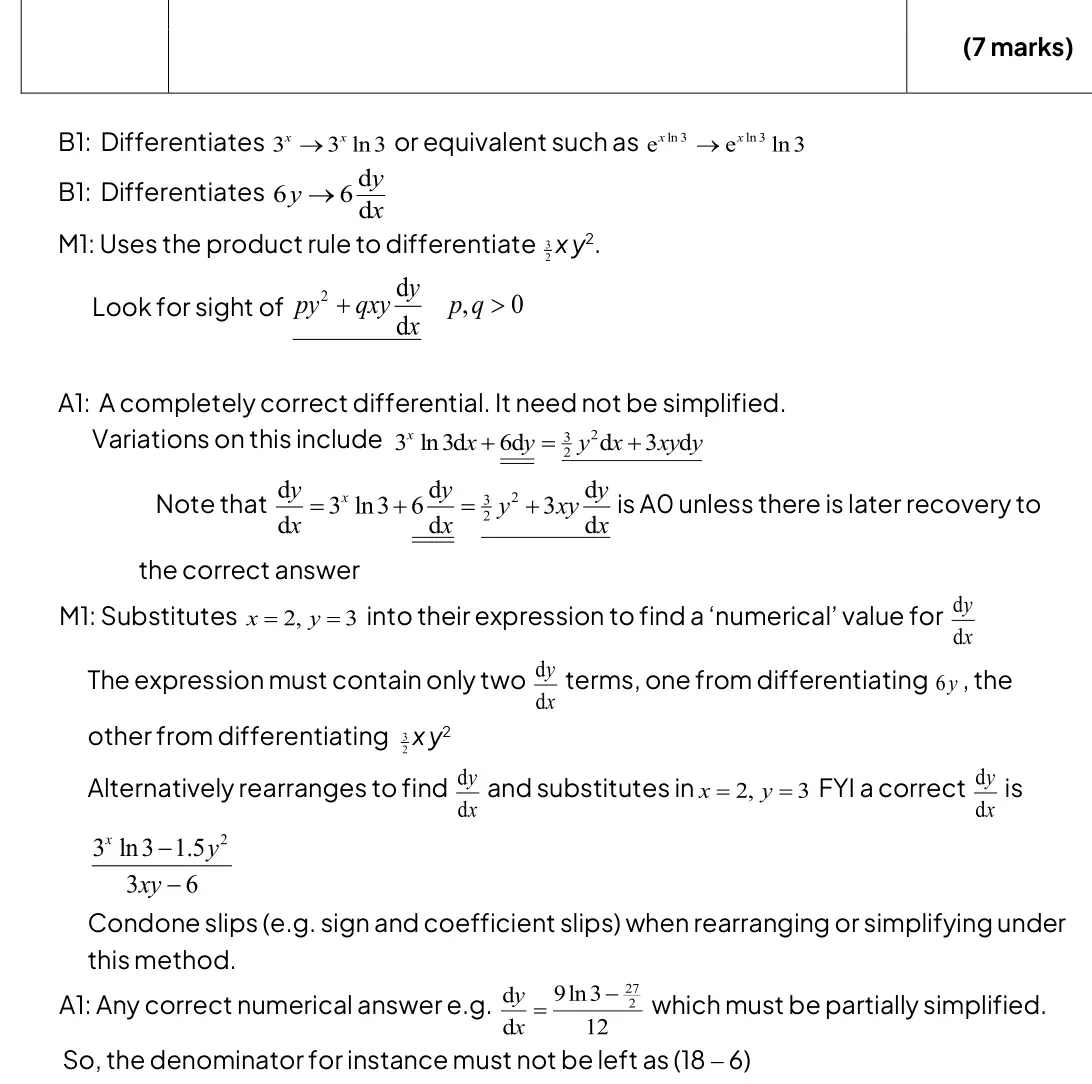 (7 marks)
B1: Differentiates 3ˣ → 3ˣ ln 3 or equivalent such as e^(x ln 3) → e^(x ln 3) ln 3
B1: Differentiates 6y → 6 dy/dx
M1: Uses the product rule to differentiate 3/2 x y².
Look for sight of py² + qxy dy/dx   p, q > 0
A1: A completely correct differential. It need not be simplified.
Variations on this include 3ˣ ln 3dx + 6dy = 3/2 y²dx + 3xydy
Note that dy/dx = 3ˣ ln 3 + 6 dy/dx = 3/2 y² + 3xy dy/dx is A0 unless there is later recovery to
the correct answer
M1: Substitutes x = 2, y = 3 into their expression to find a ‘numerical’ value for dy/dx
The expression must contain only two dy/dx terms, one from differentiating 6y, the
other from differentiating 3/2 x y²
Alternatively rearranges to find dy/dx and substitutes in x = 2, y = 3 FYI a correct dy/dx is
(3ˣ ln 3 – 1.5y²)/(3xy – 6)
Condone slips (e.g. sign and coefficient slips) when rearranging or simplifying under
this method.
A1: Any correct numerical answer e.g. dy/dx = (9 ln 3 – 27/2)/12 which must be partially simplified.
So, the denominator for instance must not be left as (18 – 6)